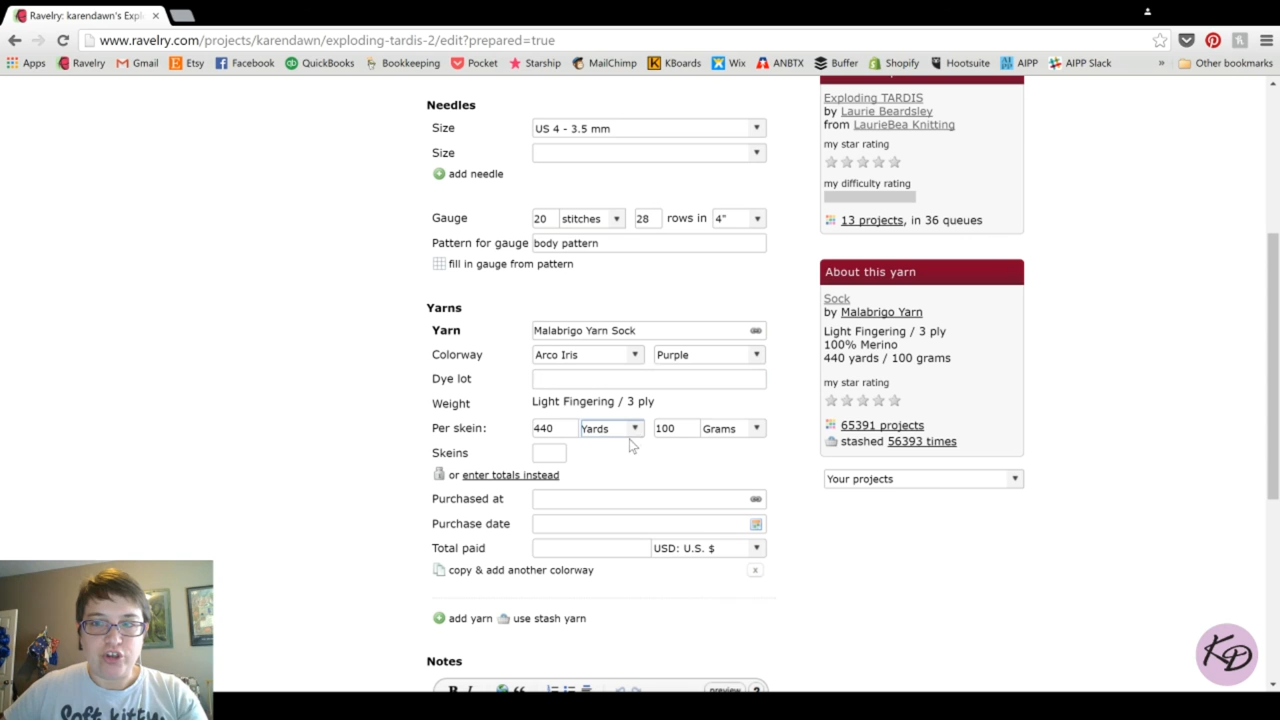 Ravelry: karendawn's Expl
www.ravelry.com/projects/karendawn/exploding-tardis-2/edit?prepared=true
Apps Ravelry Gmail Etsy Facebook QuickBooks Bookkeeping Pocket Starship MailChimp KBoards Wix ANBTX Buffer Shopify Hootsuite AIPP AIPP Slack » Other bookmarks
Needles
Size US 4 - 3.5 mm
Size
add needle
Gauge 20 stitches 28 rows in 4"
Pattern for gauge body pattern
fill in gauge from pattern
Yarns
Yarn Malabrigo Yarn Sock
Colorway Arco Iris Purple
Dye lot
Weight Light Fingering / 3 ply
Per skein: 440 Yards 100 Grams
Skeins
or enter totals instead
Purchased at
Purchase date
Total paid USD: U.S. $
copy & add another colorway x
add yarn use stash yarn
Notes
B I preview ?
Exploding TARDIS
by Laurie Beardsley
from LaurieBea Knitting
my star rating
my difficulty rating
13 projects, in 36 queues
About this yarn
Sock
by Malabrigo Yarn
Light Fingering / 3 ply
100% Merino
440 yards / 100 grams
my star rating
65391 projects
stashed 56393 times
Your projects
Soft kitty
KD